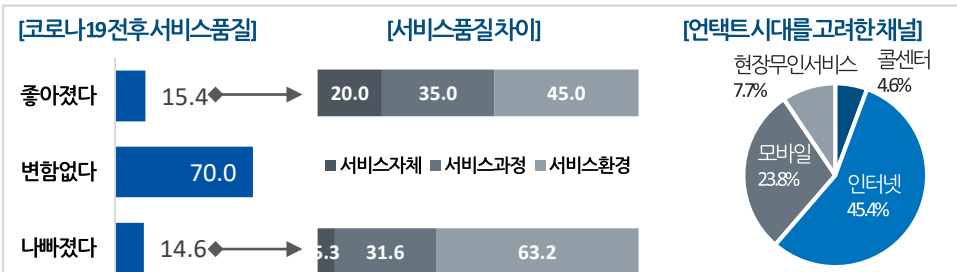 [코로나19 전후 서비스품질]
[서비스품질 차이]
[언택트 시대를 고려한 채널]
좋아졌다 15.4 20.0 35.0 45.0
변함없다 70.0
■ 서비스자체 ■ 서비스과정 ■ 서비스환경
나빠졌다 14.6 5.3 31.6 63.2
현장무인서비스
7.7%
콜센터
4.6%
모바일
23.8%
인터넷
45.4%